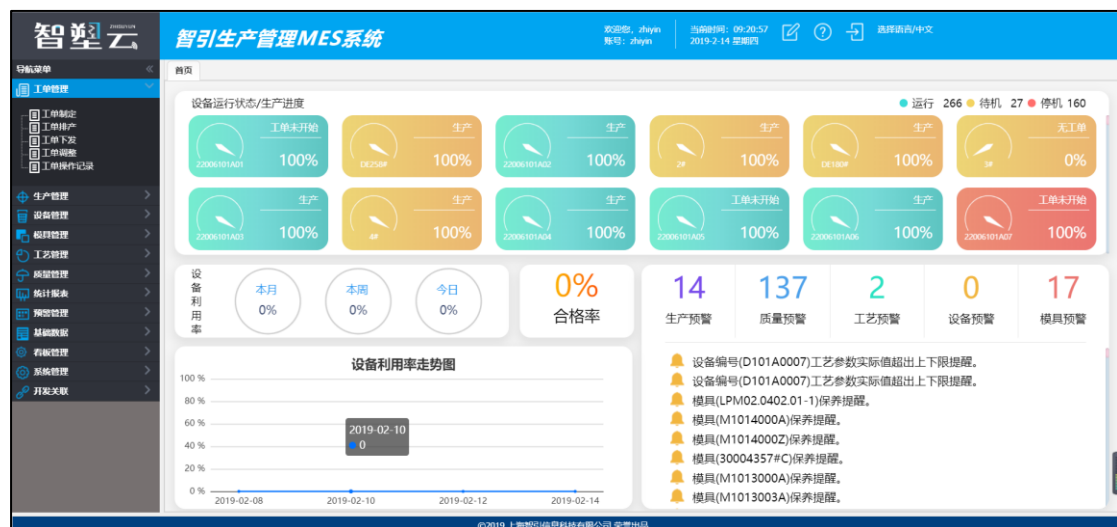 智塑云
智引生产管理MES系统
欢迎您，zhiyin
账号：zhiyin
当前时间：09:20:57
2019-2-14 星期四
选择语言/中文
导航菜单
首页
工单管理
工单制定
工单排产
工单下发
工单调整
工单操作记录
生产管理
设备管理
模具管理
工艺管理
质量管理
统计报表
预警管理
基础数据
看板管理
系统管理
开发关联
设备运行状态/生产进度
运行 266 待机 27 停机 160
工单未开始
22006101A01 100%
生产
DE258# 100%
生产
22006101A02 100%
生产
2# 100%
生产
DE180# 100%
无工单
3# 0%
生产
22006101A03 100%
生产
4# 100%
生产
22006101A04 100%
工单未开始
22006101A05 100%
生产
22006101A06 100%
工单未开始
22006101A07 100%
设备利用率
本月
0%
本周
0%
今日
0%
0%
合格率
14
生产预警
137
质量预警
2
工艺预警
0
设备预警
17
模具预警
设备利用率走势图
100 %
80 %
60 %
40 %
20 %
0 %
2019-02-10
0
2019-02-08 2019-02-10 2019-02-12 2019-02-14
设备编号(D101A0007)工艺参数实际值超出上下限提醒。
设备编号(D101A0007)工艺参数实际值超出上下限提醒。
模具(LPM02.0402.01-1)保养提醒。
模具(M1014000A)保养提醒。
模具(M1014000Z)保养提醒。
模具(30004357#C)保养提醒。
模具(M1013000A)保养提醒。
模具(M1013003A)保养提醒。
©2019 上海智引信息科技有限公司 荣誉出品